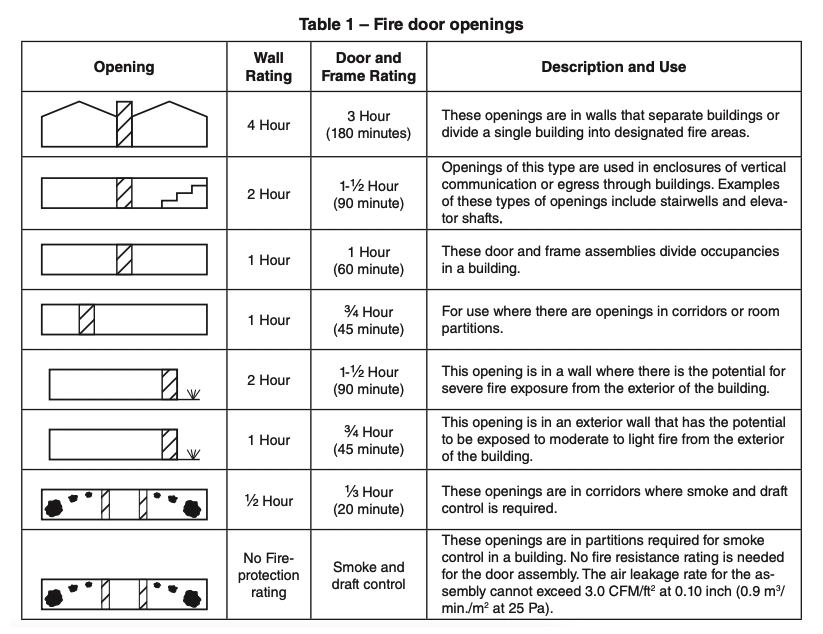 Table 1 – Fire door openings
Opening
Wall
Rating
Door and
Frame Rating
Description and Use
4 Hour
3 Hour
(180 minutes)
These openings are in walls that separate buildings or
divide a single building into designated fire areas.
2 Hour
1-½ Hour
(90 minute)
Openings of this type are used in enclosures of vertical
communication or egress through buildings. Examples
of these types of openings include stairwells and eleva-
tor shafts.
1 Hour
1 Hour
(60 minute)
These door and frame assemblies divide occupancies
in a building.
1 Hour
¾ Hour
(45 minute)
For use where there are openings in corridors or room
partitions.
2 Hour
1-½ Hour
(90 minute)
This opening is in a wall where there is the potential for
severe fire exposure from the exterior of the building.
1 Hour
¾ Hour
(45 minute)
This opening is in an exterior wall that has the potential
to be exposed to moderate to light fire from the exterior
of the building.
½ Hour
⅓ Hour
(20 minute)
These openings are in corridors where smoke and draft
control is required.
No Fire-
protection
rating
Smoke and
draft control
These openings are in partitions required for smoke
control in a building. No fire resistance rating is needed
for the door assembly. The air leakage rate for the as-
sembly cannot exceed 3.0 CFM/ft² at 0.10 inch (0.9 m³/
min./m² at 25 Pa).